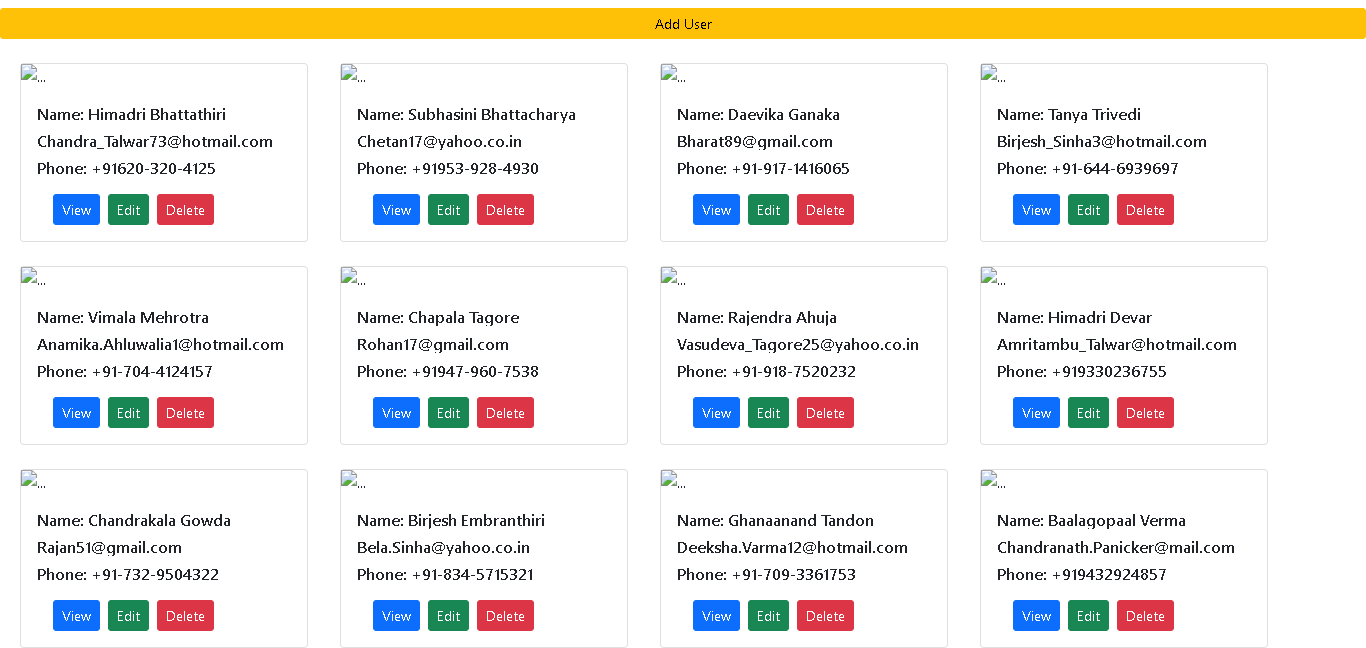 Add User
...
Name: Himadri Bhattathiri
Chandra_Talwar73@hotmail.com
Phone: +91620-320-4125
View Edit Delete
...
Name: Subhasini Bhattacharya
Chetan17@yahoo.co.in
Phone: +91953-928-4930
View Edit Delete
...
Name: Daevika Ganaka
Bharat89@gmail.com
Phone: +91-917-1416065
View Edit Delete
...
Name: Tanya Trivedi
Birjesh_Sinha3@hotmail.com
Phone: +91-644-6939697
View Edit Delete
...
Name: Vimala Mehrotra
Anamika.Ahluwalia1@hotmail.com
Phone: +91-704-4124157
View Edit Delete
...
Name: Chapala Tagore
Rohan17@gmail.com
Phone: +91947-960-7538
View Edit Delete
...
Name: Rajendra Ahuja
Vasudeva_Tagore25@yahoo.co.in
Phone: +91-918-7520232
View Edit Delete
...
Name: Himadri Devar
Amritambu_Talwar@hotmail.com
Phone: +919330236755
View Edit Delete
...
Name: Chandrakala Gowda
Rajan51@gmail.com
Phone: +91-732-9504322
View Edit Delete
...
Name: Birjesh Embranthiri
Bela.Sinha@yahoo.co.in
Phone: +91-834-5715321
View Edit Delete
...
Name: Ghanaanand Tandon
Deeksha.Varma12@hotmail.com
Phone: +91-709-3361753
View Edit Delete
...
Name: Baalagopaal Verma
Chandranath.Panicker@mail.com
Phone: +919432924857
View Edit Delete